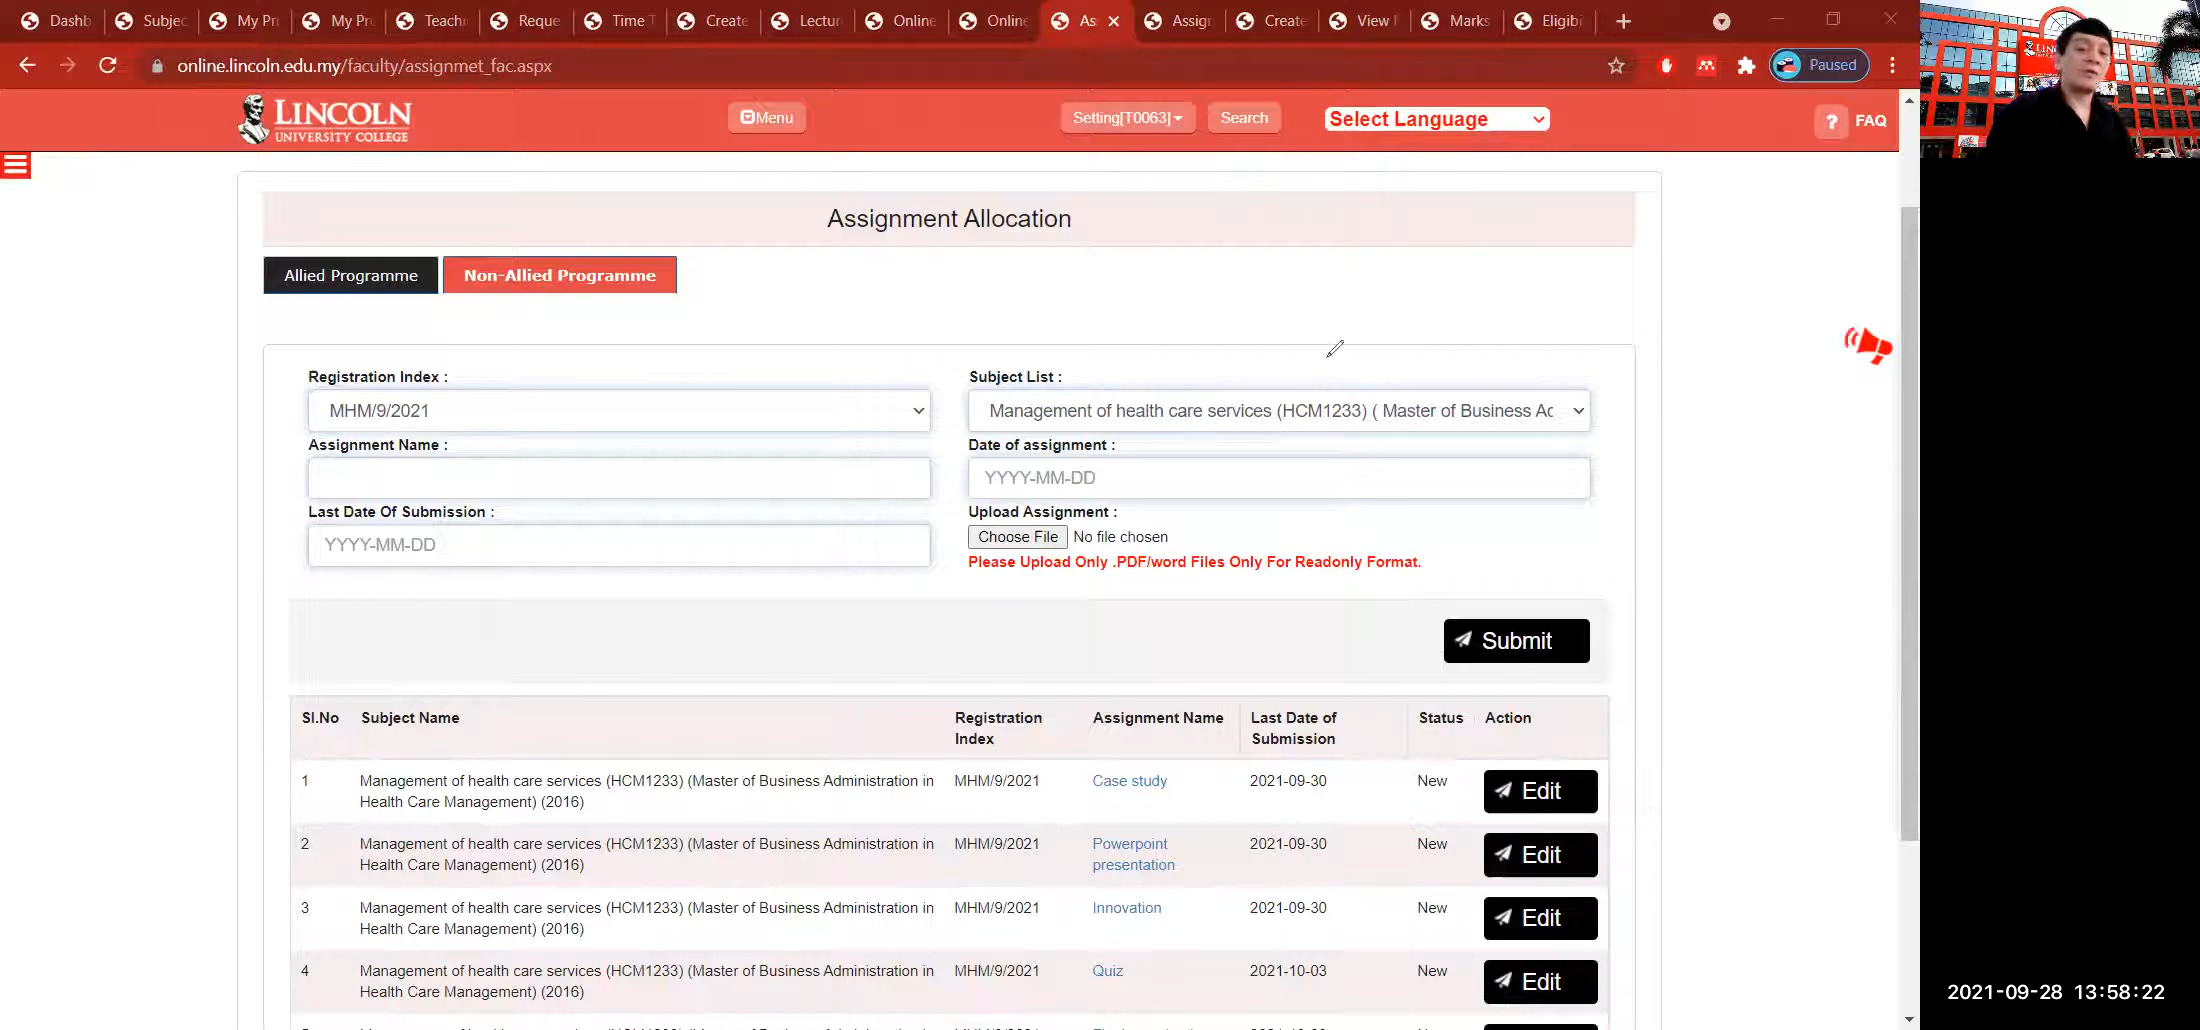 Dashb Subjec My Pr My Pr Teachi Reque Time T Create Lectur Online Online As Assign Create View Marks Eligibi
online.lincoln.edu.my/faculty/assignmet_fac.aspx Paused
LINCOLN
UNIVERSITY COLLEGE
Menu Setting[T0063] Search Select Language ? FAQ
Assignment Allocation
Allied Programme Non-Allied Programme
Registration Index : Subject List :
MHM/9/2021 Management of health care services (HCM1233) ( Master of Business Ac
Assignment Name : Date of assignment :
YYYY-MM-DD
Last Date Of Submission : Upload Assignment :
YYYY-MM-DD Choose File No file chosen
Please Upload Only .PDF/word Files Only For Readonly Format.
Submit
Sl.No Subject Name Registration Index Assignment Name Last Date of Submission Status Action
1 Management of health care services (HCM1233) (Master of Business Administration in MHM/9/2021 Case study 2021-09-30 New Edit
Health Care Management) (2016)
2 Management of health care services (HCM1233) (Master of Business Administration in MHM/9/2021 Powerpoint 2021-09-30 New Edit
Health Care Management) (2016) presentation
3 Management of health care services (HCM1233) (Master of Business Administration in MHM/9/2021 Innovation 2021-09-30 New Edit
Health Care Management) (2016)
4 Management of health care services (HCM1233) (Master of Business Administration in MHM/9/2021 Quiz 2021-10-03 New Edit
Health Care Management) (2016)
2021-09-28 13:58:22